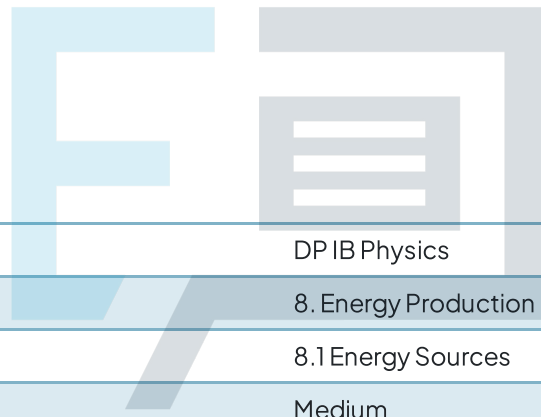 DP IB Physics
8. Energy Production
8.1 Energy Sources
Medium